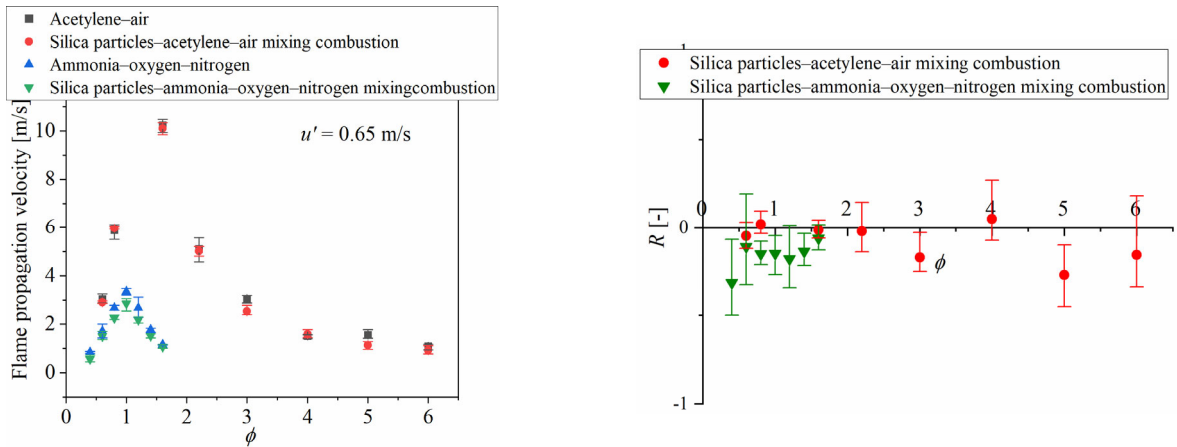 Acetylene–air
Silica particles–acetylene–air mixing combustion
Ammonia–oxygen–nitrogen
Silica particles–ammonia–oxygen–nitrogen mixingcombustion
Flame propagation velocity [m/s]
u′ = 0.65 m/s
10
8
6
4
2
0
0 1 2 3 4 5 6
ϕ
Silica particles–acetylene–air mixing combustion
Silica particles–ammonia–oxygen–nitrogen mixing combustion
R [-]
0
-1
0 1 2 3 4 5 6
ϕ